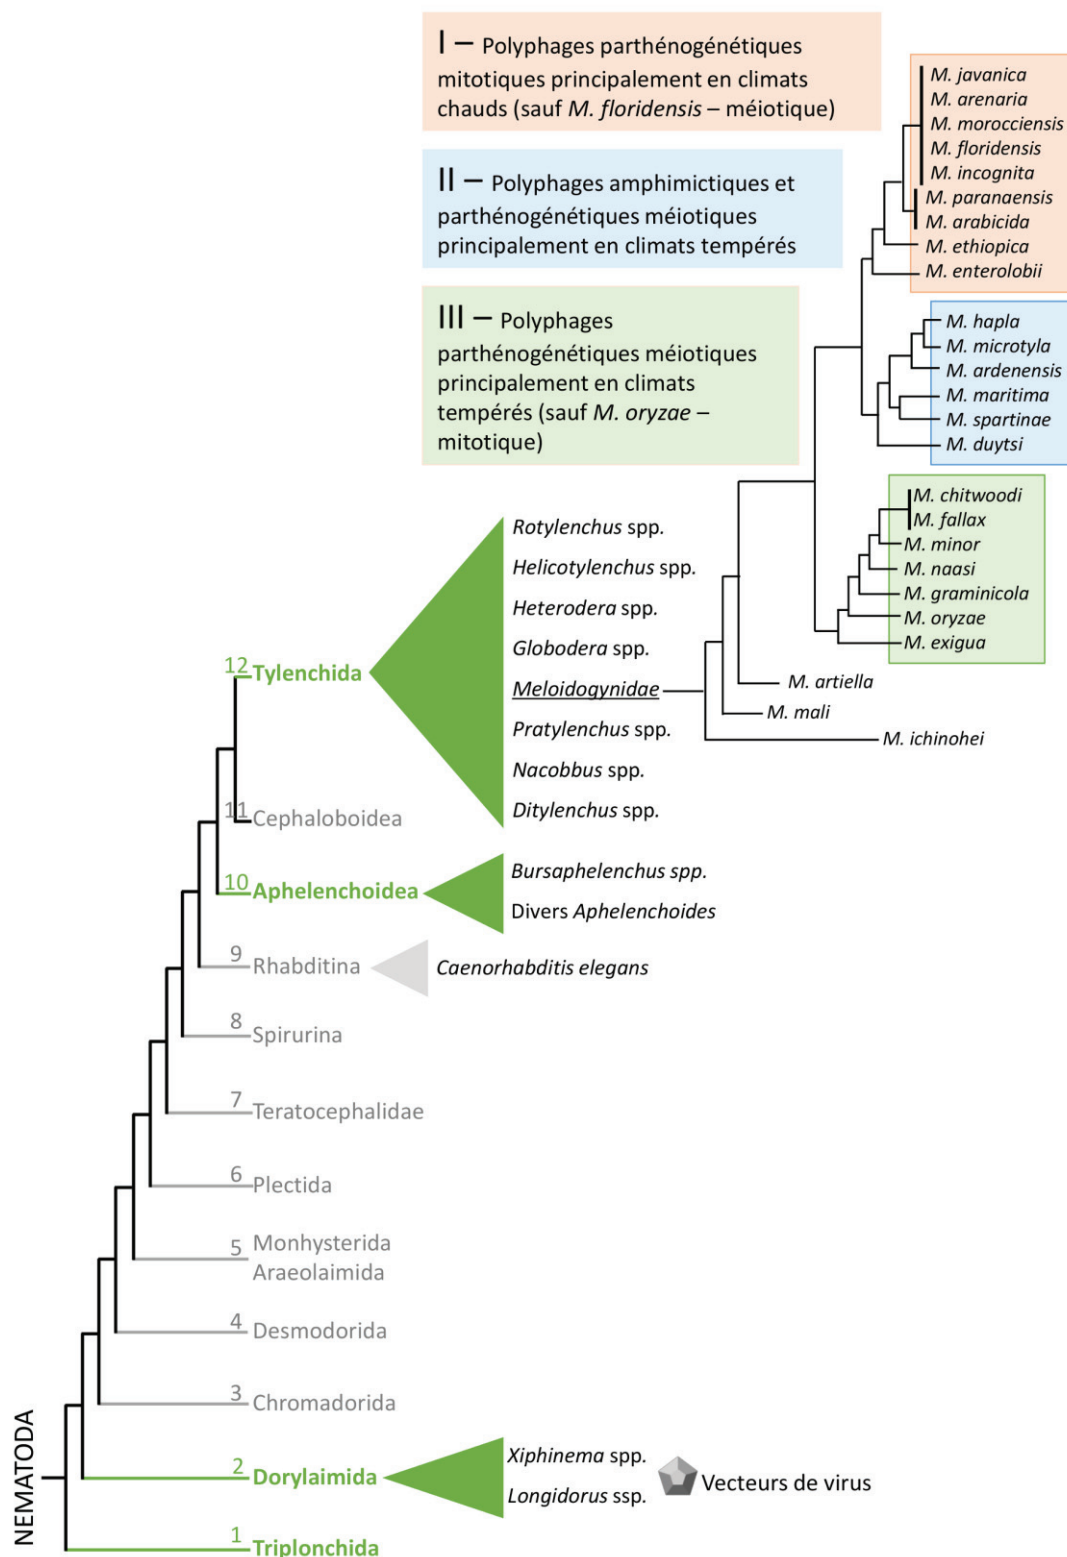 I – Polyphages parthénogénétiques
mitotiques principalement en climats
chauds (sauf M. floridensis – méiotique)
II – Polyphages amphimictiques et
parthénogénétiques méiotiques
principalement en climats tempérés
III – Polyphages
parthénogénétiques méiotiques
principalement en climats
tempérés (sauf M. oryzae –
mitotique)
M. javanica
M. arenaria
M. morocciensis
M. floridensis
M. incognita
M. paranaensis
M. arabicida
M. ethiopica
M. enterolobii
M. hapla
M. microtyla
M. ardenensis
M. maritima
M. spartinae
M. duytsi
M. chitwoodi
M. fallax
M. minor
M. naasi
M. graminicola
M. oryzae
M. exigua
M. artiella
M. mali
M. ichinohei
Rotylenchus spp.
Helicotylenchus spp.
Heterodera spp.
Globodera spp.
Meloidogynidae
Pratylenchus spp.
Nacobbus spp.
Ditylenchus spp.
12 Tylenchida
11 Cephaloboidea
10 Aphelenchoidea
Bursaphelenchus spp.
Divers Aphelenchoides
9 Rhabditina
Caenorhabditis elegans
8 Spirurina
7 Teratocephalidae
6 Plectida
5 Monhysterida
Araeolaimida
4 Desmodorida
3 Chromadorida
2 Dorylaimida
Xiphinema spp.
Longidorus ssp.
Vecteurs de virus
1 Triplonchida
NEMATODA